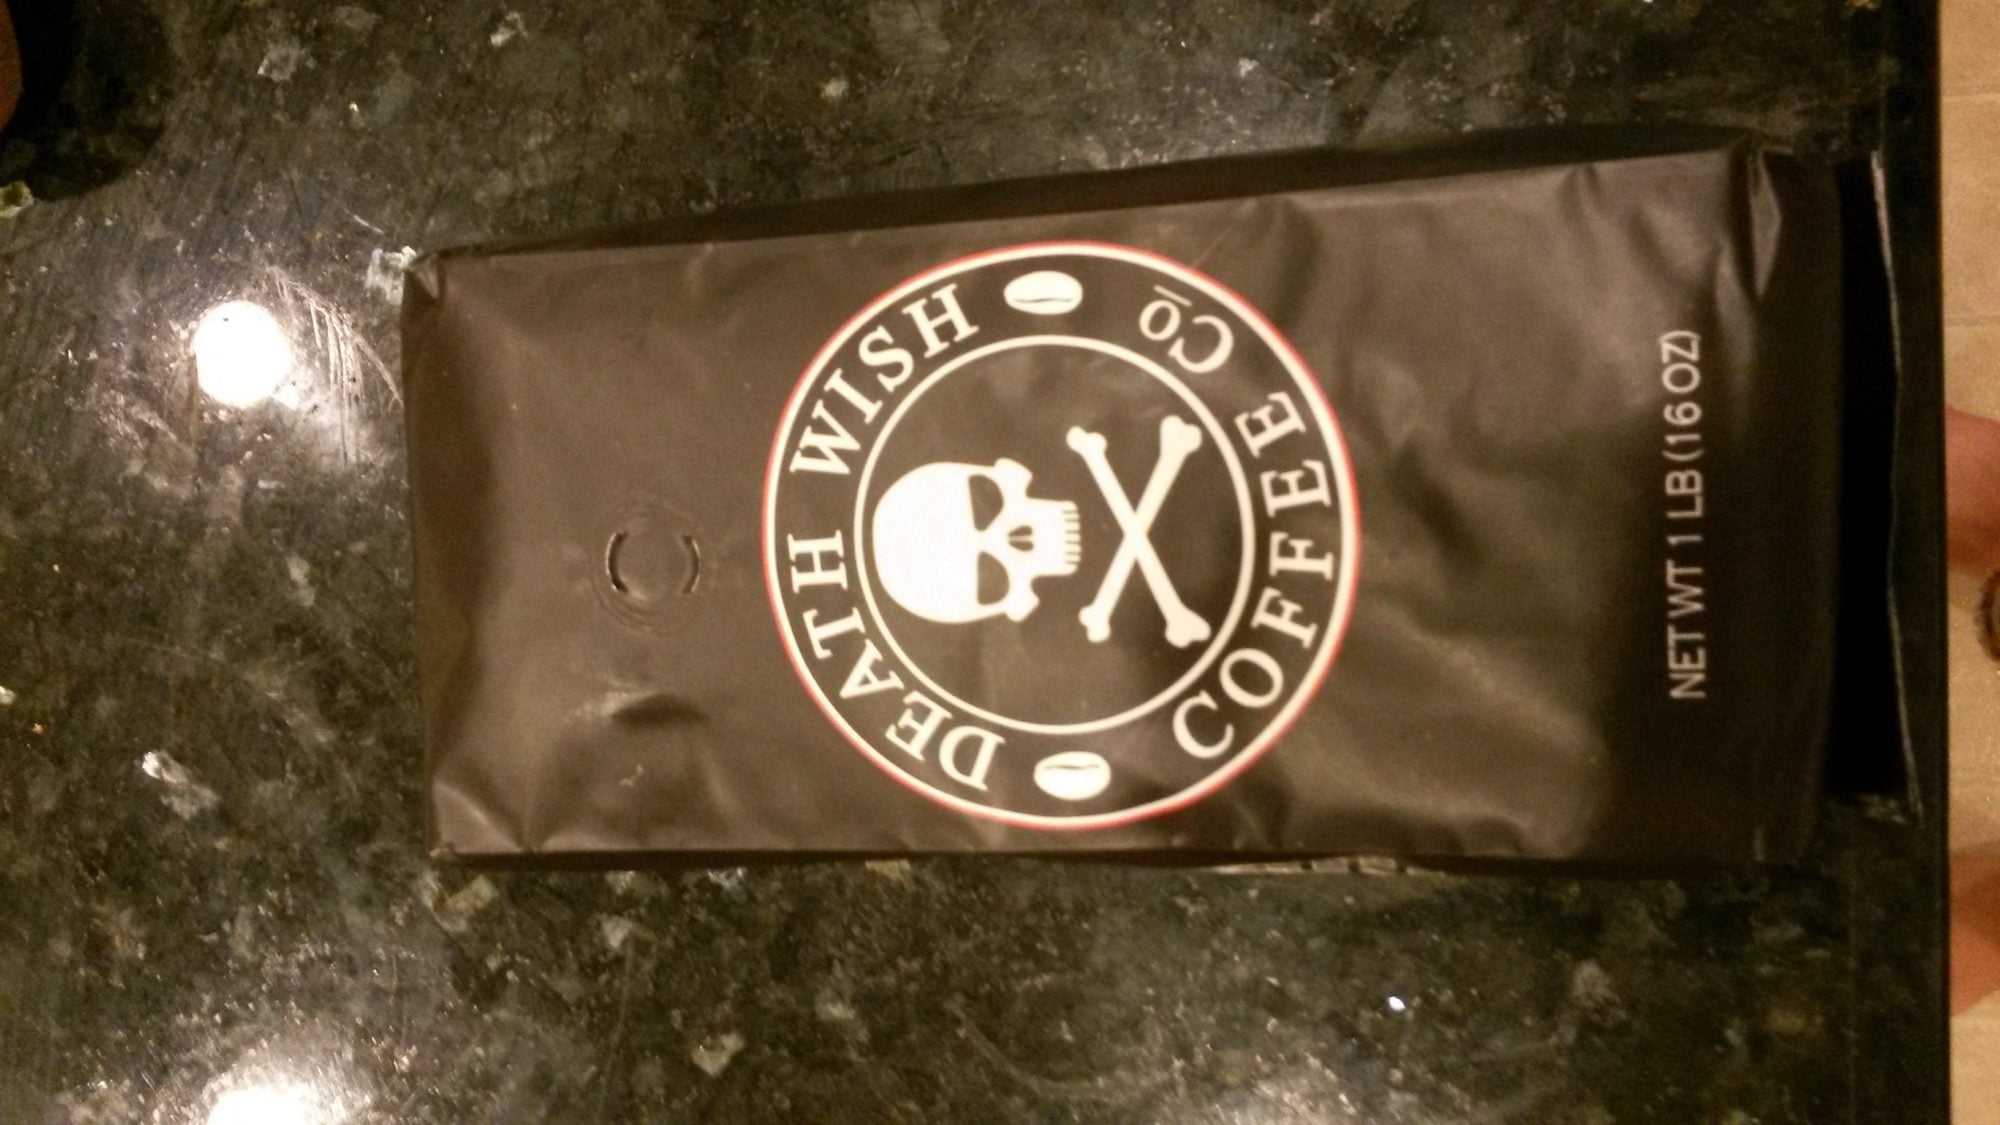 DEATH WISH
COFFEE Co
NET WT 1 LB (16 OZ)